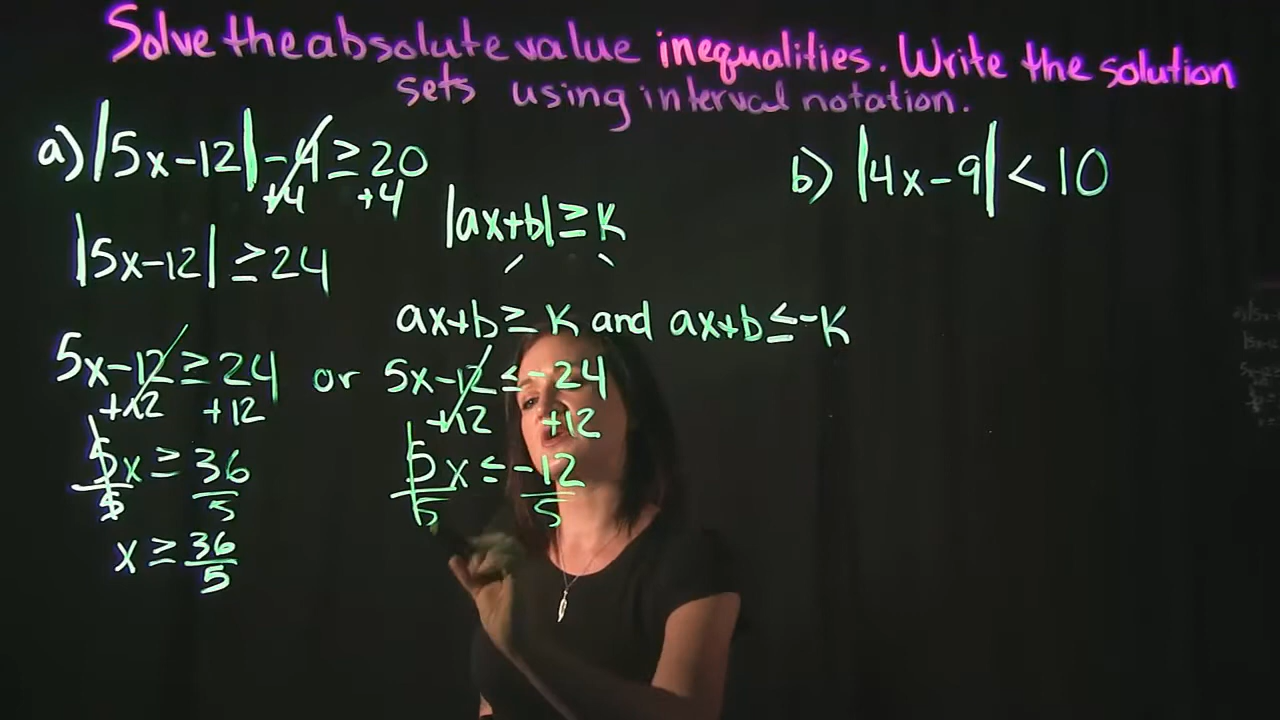 Solve the absolute value inequalities. Write the solution
sets using interval notation.
a) |5x-12| -4 ≥ 20
+4 +4
|5x-12| ≥ 24
|ax+b| ≥ K
ax+b ≥ K and ax+b ≤ -K
5x-12 ≥ 24 or 5x-12 ≤ -24
+12 +12 +12 +12
5x ≥ 36 5x ≤ -12
5 5 5 5
x ≥ 36/5
b) |4x-9| < 10